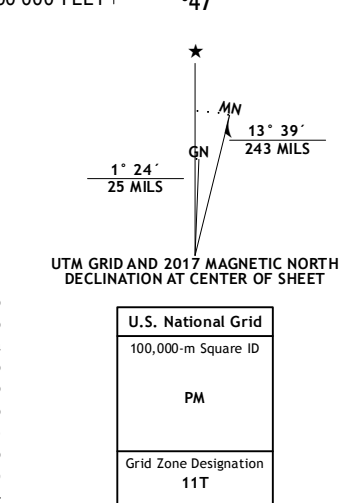 000 FEET
47
MN
GN
13° 39´
243 MILS
1° 24´
25 MILS
UTM GRID AND 2017 MAGNETIC NORTH
DECLINATION AT CENTER OF SHEET
U.S. National Grid
100,000-m Square ID
PM
Grid Zone Designation
11T